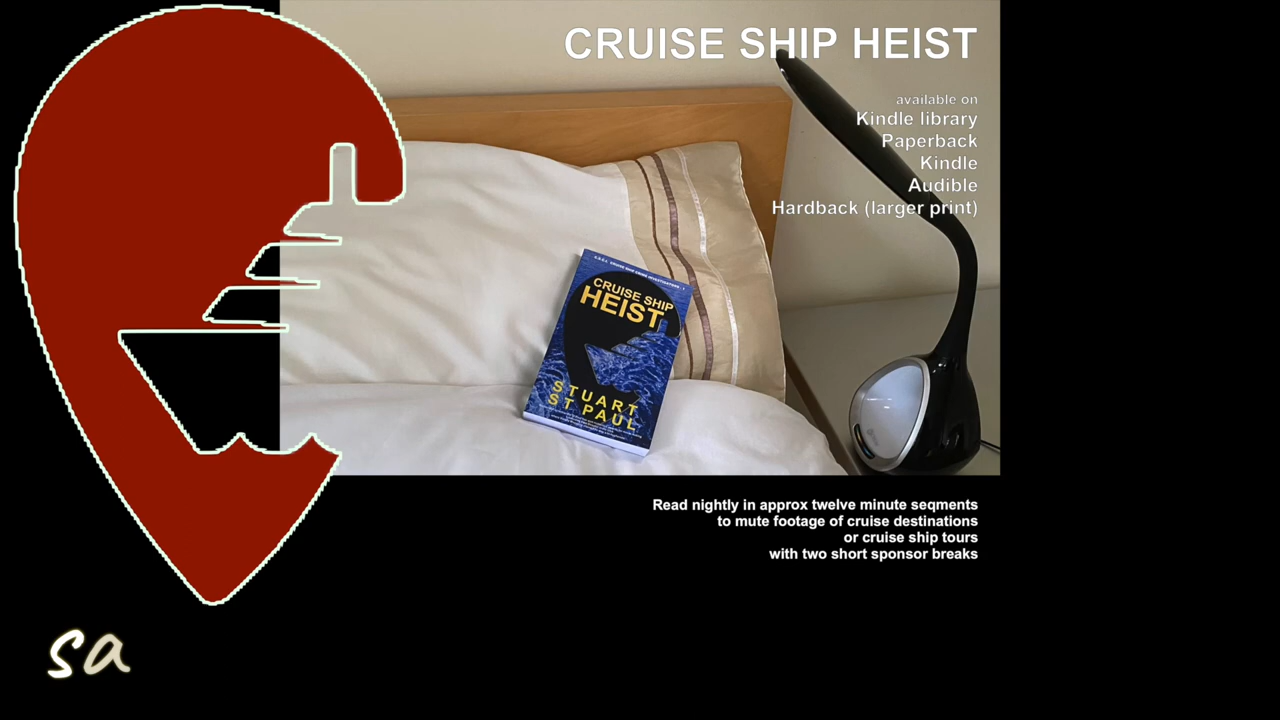 CRUISE SHIP HEIST
available on
Kindle library
Paperback
Kindle
Audible
Hardback (larger print)
CRUISE SHIP
HEIST
STUART
ST PAUL
Read nightly in approx twelve minute seqments
to mute footage of cruise destinations
or cruise ship tours
with two short sponsor breaks
sa